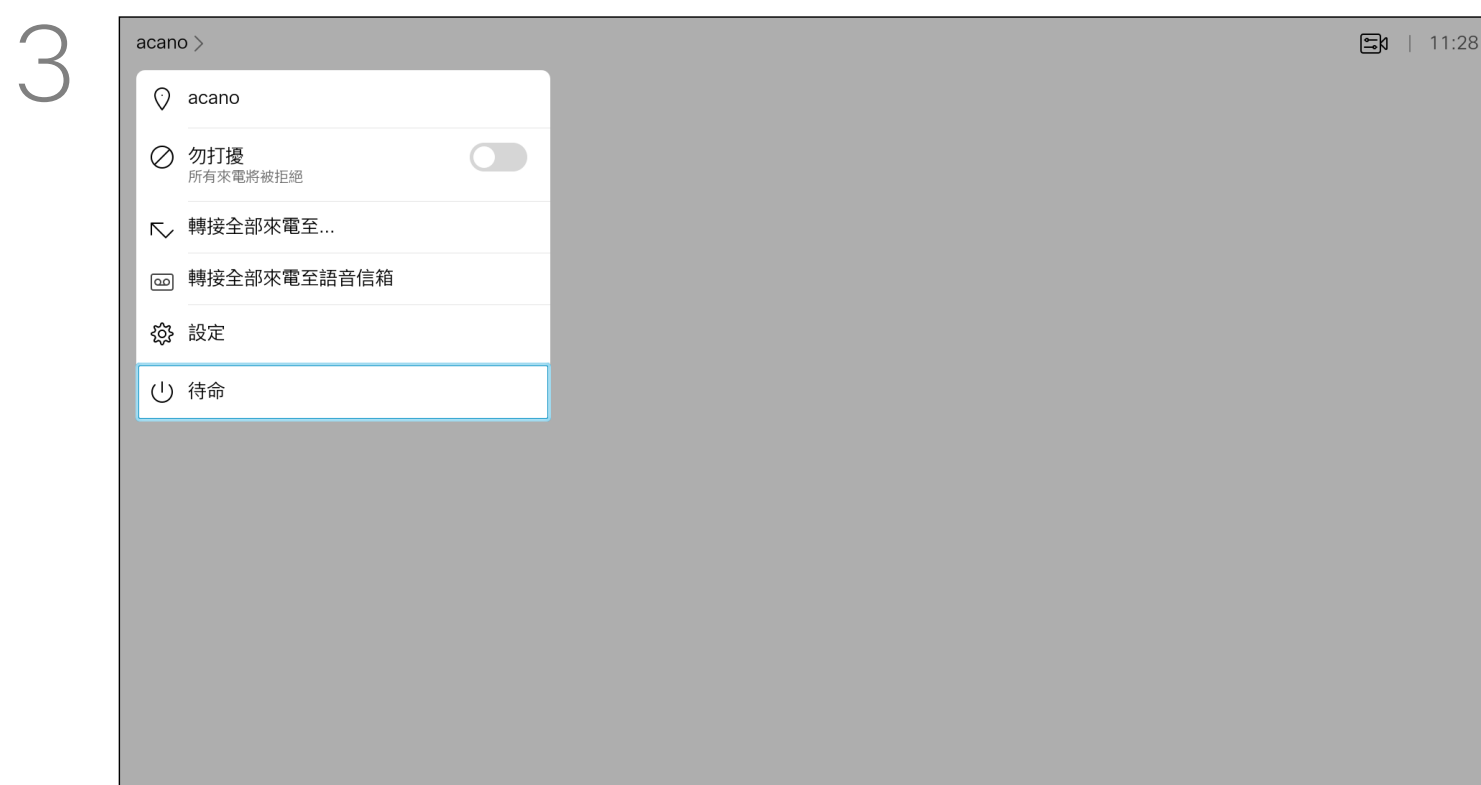 3
acano >
11:28
acano
勿打擾
所有來電將被拒絕
轉接全部來電至...
轉接全部來電至語音信箱
設定
待命